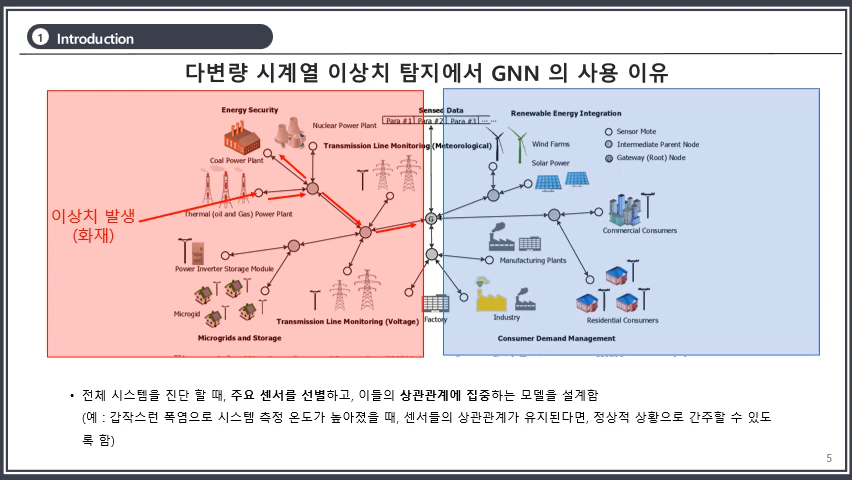 1 Introduction
다변량 시계열 이상치 탐지에서 GNN 의 사용 이유
Energy Security
Nuclear Power Plant
Coal Power Plant
Transmission Line Monitoring (Meteorological)
Thermal (oil and Gas) Power Plant
이상치 발생
(화재)
Power Inverter Storage Module
Microgid
Transmission Line Monitoring (Voltage)
Microgrids and Storage
Sensed Data
Para #1 Para #2 Para #3 ... ...
G
Factory
Renewable Energy Integration
Sensor Mote
Intermediate Parent Node
G Gateway (Root) Node
Wind Farms
Solar Power
Commercial Consumers
Manufacturing Plants
Industry
Residential Consumers
Consumer Demand Management
• 전체 시스템을 진단 할 때, 주요 센서를 선별하고, 이들의 상관관계에 집중하는 모델을 설계함
(예 : 갑작스런 폭염으로 시스템 측정 온도가 높아졌을 때, 센서들의 상관관계가 유지된다면, 정상적 상황으로 간주할 수 있도
록 함)
5